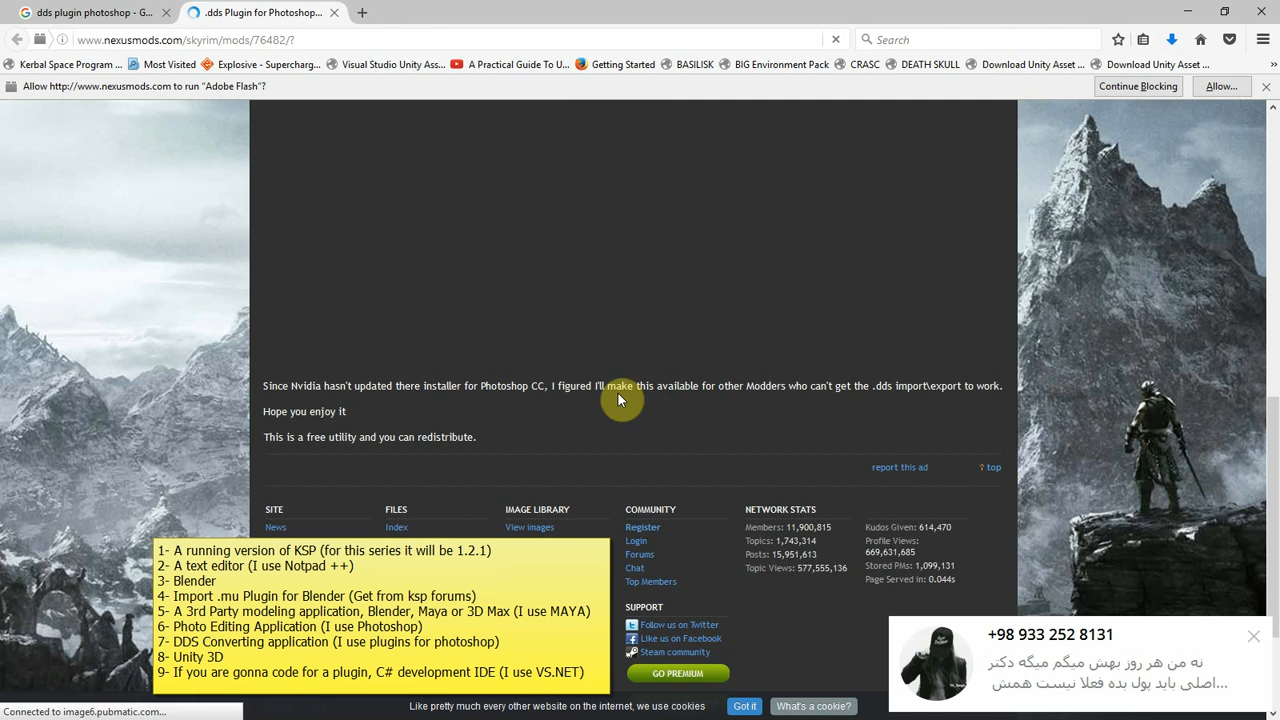 dds plugin photoshop - G...
.dds Plugin for Photoshop...
www.nexusmods.com/skyrim/mods/76482/?
Search
Kerbal Space Program ...
Most Visited
Explosive - Supercharg...
Visual Studio Unity Ass...
A Practical Guide To U...
Getting Started
BASILISK
BIG Environment Pack
CRASC
DEATH SKULL
Download Unity Asset ...
Download Unity Asset ...
Allow http://www.nexusmods.com to run "Adobe Flash"?
Continue Blocking
Allow...
Since Nvidia hasn't updated there installer for Photoshop CC, I figured I'll make this available for other Modders who can't get the .dds import\export to work.
Hope you enjoy it
This is a free utility and you can redistribute.
report this ad
top
SITE
News
FILES
Index
IMAGE LIBRARY
View images
COMMUNITY
Register
Login
Forums
Chat
Top Members
SUPPORT
Follow us on Twitter
Like us on Facebook
Steam community
GO PREMIUM
NETWORK STATS
Members: 11,900,815
Topics: 1,743,314
Posts: 15,951,613
Topic Views: 577,555,136
Kudos Given: 614,470
Profile Views:
669,631,685
Stored PMs: 1,099,131
Page Served in: 0.044s
1- A running version of KSP (for this series it will be 1.2.1)
2- A text editor (I use Notpad ++)
3- Blender
4- Import .mu Plugin for Blender (Get from ksp forums)
5- A 3rd Party modeling application, Blender, Maya or 3D Max (I use MAYA)
6- Photo Editing Application (I use Photoshop)
7- DDS Converting application (I use plugins for photoshop)
8- Unity 3D
9- If you are gonna code for a plugin, C# development IDE (I use VS.NET)
+98 933 252 8131
نه من هر روز بهش میگم میگه دکتر
اصلی باید پول بده فعلا نیست همش...
Like pretty much every other website on the internet, we use cookies
Got it
What's a cookie?
Connected to image6.pubmatic.com...